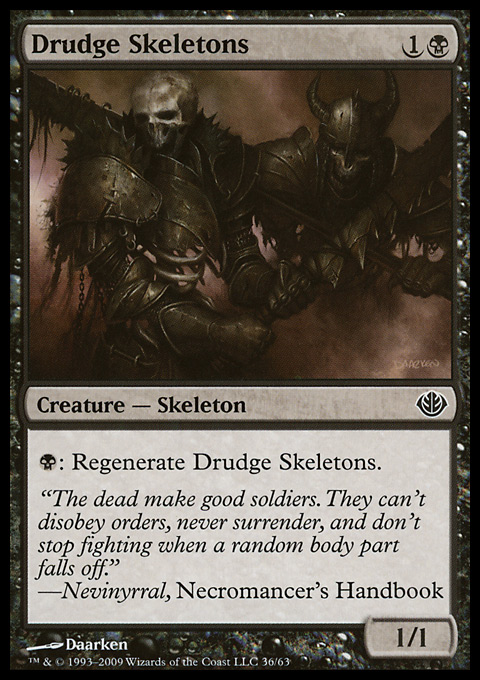 Drudge Skeletons 1
DAARKEN
Creature — Skeleton
: Regenerate Drudge Skeletons.
“The dead make good soldiers. They can’t
disobey orders, never surrender, and don’t
stop fighting when a random body part
falls off.”
—Nevinyrral, Necromancer’s Handbook
Daarken
1/1
™ & © 1993–2009 Wizards of the Coast LLC 36/63